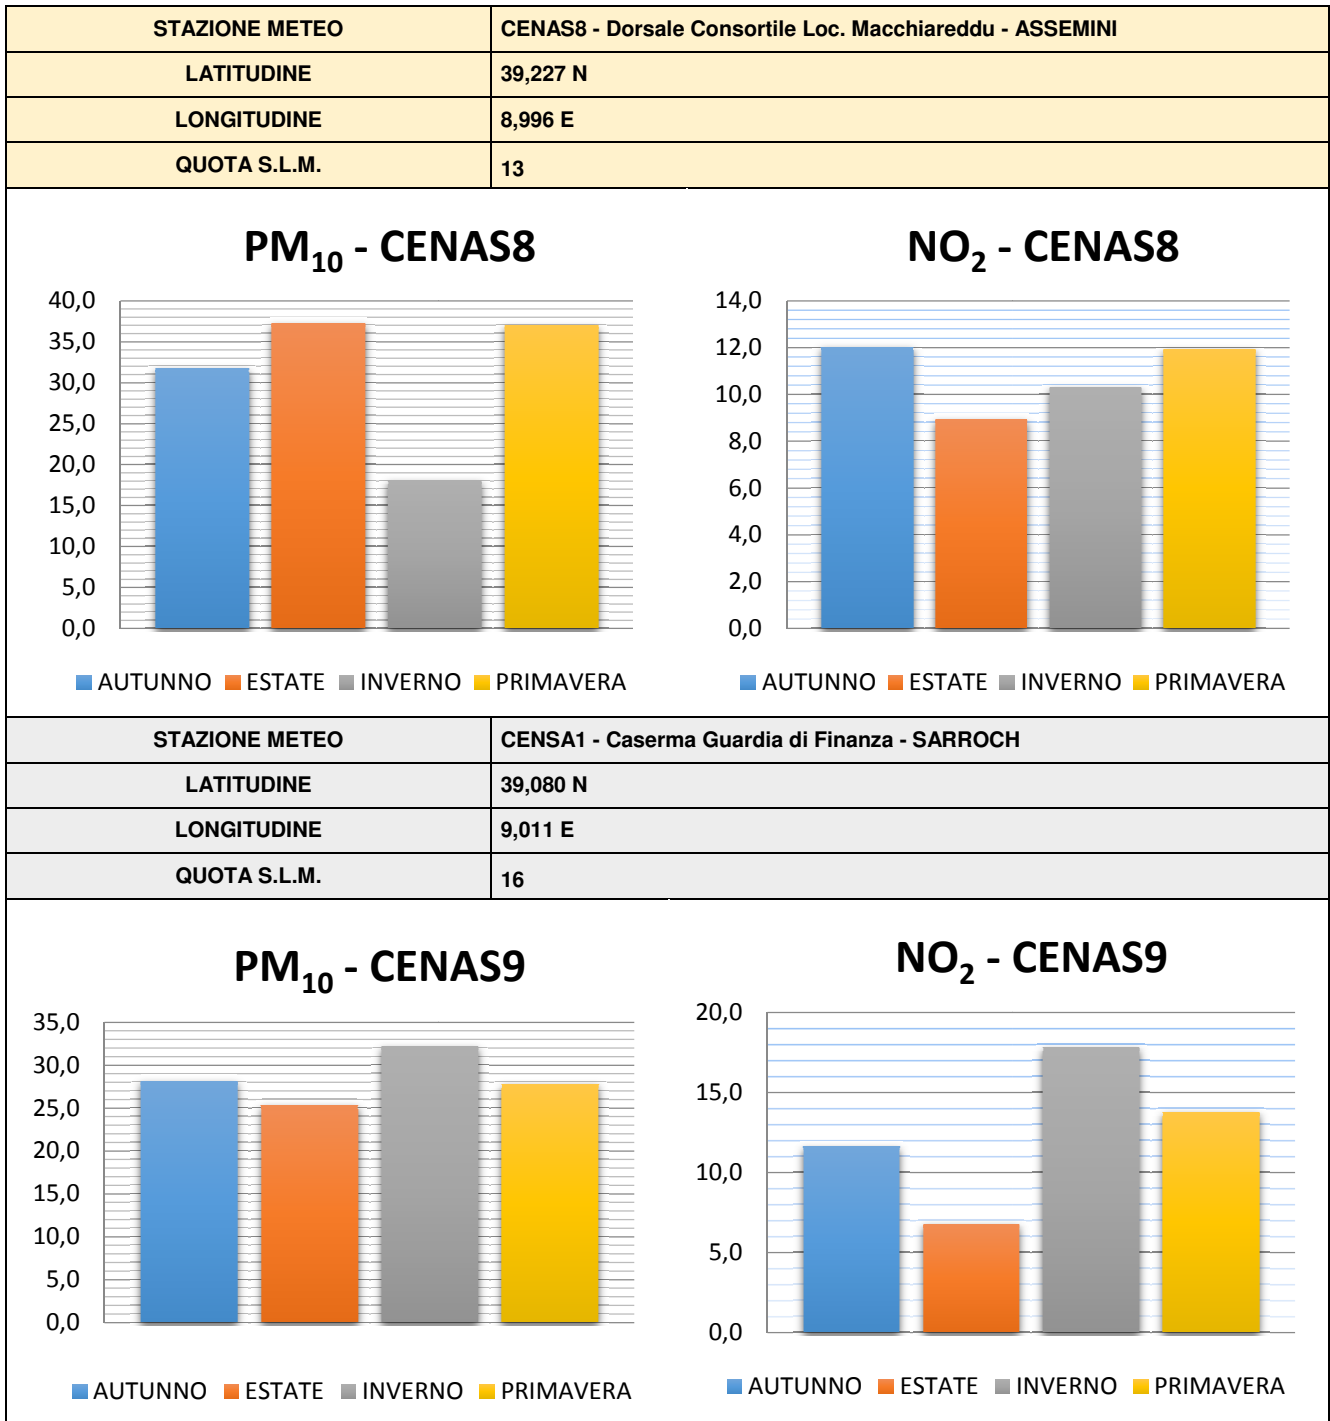 STAZIONE METEO CENAS8 - Dorsale Consortile Loc. Macchiareddu - ASSEMINI
LATITUDINE 39,227 N
LONGITUDINE 8,996 E
QUOTA S.L.M. 13
PM10 - CENAS8
40,0
35,0
30,0
25,0
20,0
15,0
10,0
5,0
0,0
AUTUNNO ESTATE INVERNO PRIMAVERA
NO2 - CENAS8
14,0
12,0
10,0
8,0
6,0
4,0
2,0
0,0
AUTUNNO ESTATE INVERNO PRIMAVERA
STAZIONE METEO CENSA1 - Caserma Guardia di Finanza - SARROCH
LATITUDINE 39,080 N
LONGITUDINE 9,011 E
QUOTA S.L.M. 16
PM10 - CENAS9
35,0
30,0
25,0
20,0
15,0
10,0
5,0
0,0
AUTUNNO ESTATE INVERNO PRIMAVERA
NO2 - CENAS9
20,0
15,0
10,0
5,0
0,0
AUTUNNO ESTATE INVERNO PRIMAVERA